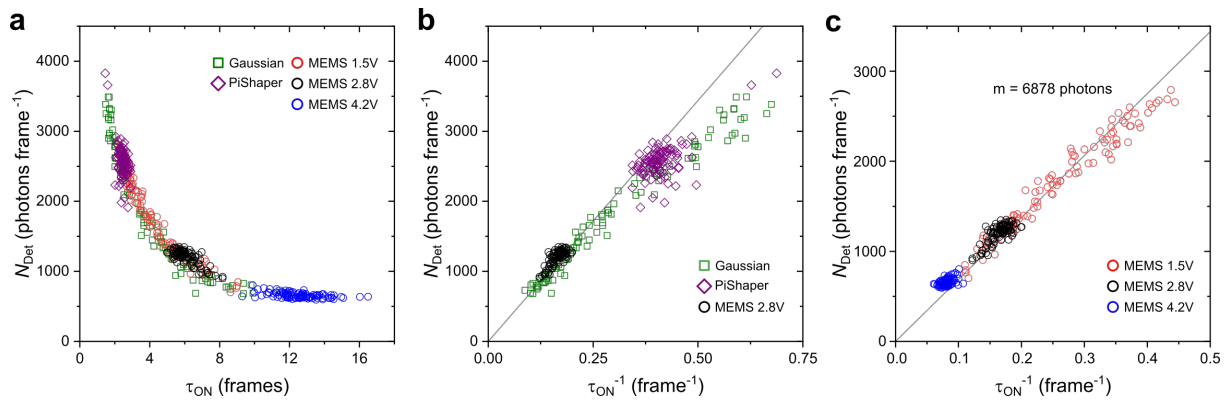 a
N_Det (photons frame⁻¹)
4000
3000
2000
1000
0
0 4 8 12 16
τ_ON (frames)
Gaussian
PiShaper
MEMS 1.5V
MEMS 2.8V
MEMS 4.2V
b
N_Det (photons frame⁻¹)
4000
3000
2000
1000
0
0.00 0.25 0.50 0.75
τ_ON⁻¹ (frame⁻¹)
Gaussian
PiShaper
MEMS 2.8V
c
N_Det (photons frame⁻¹)
3000
2000
1000
0
0.0 0.1 0.2 0.3 0.4 0.5
τ_ON⁻¹ (frame⁻¹)
m = 6878 photons
MEMS 1.5V
MEMS 2.8V
MEMS 4.2V